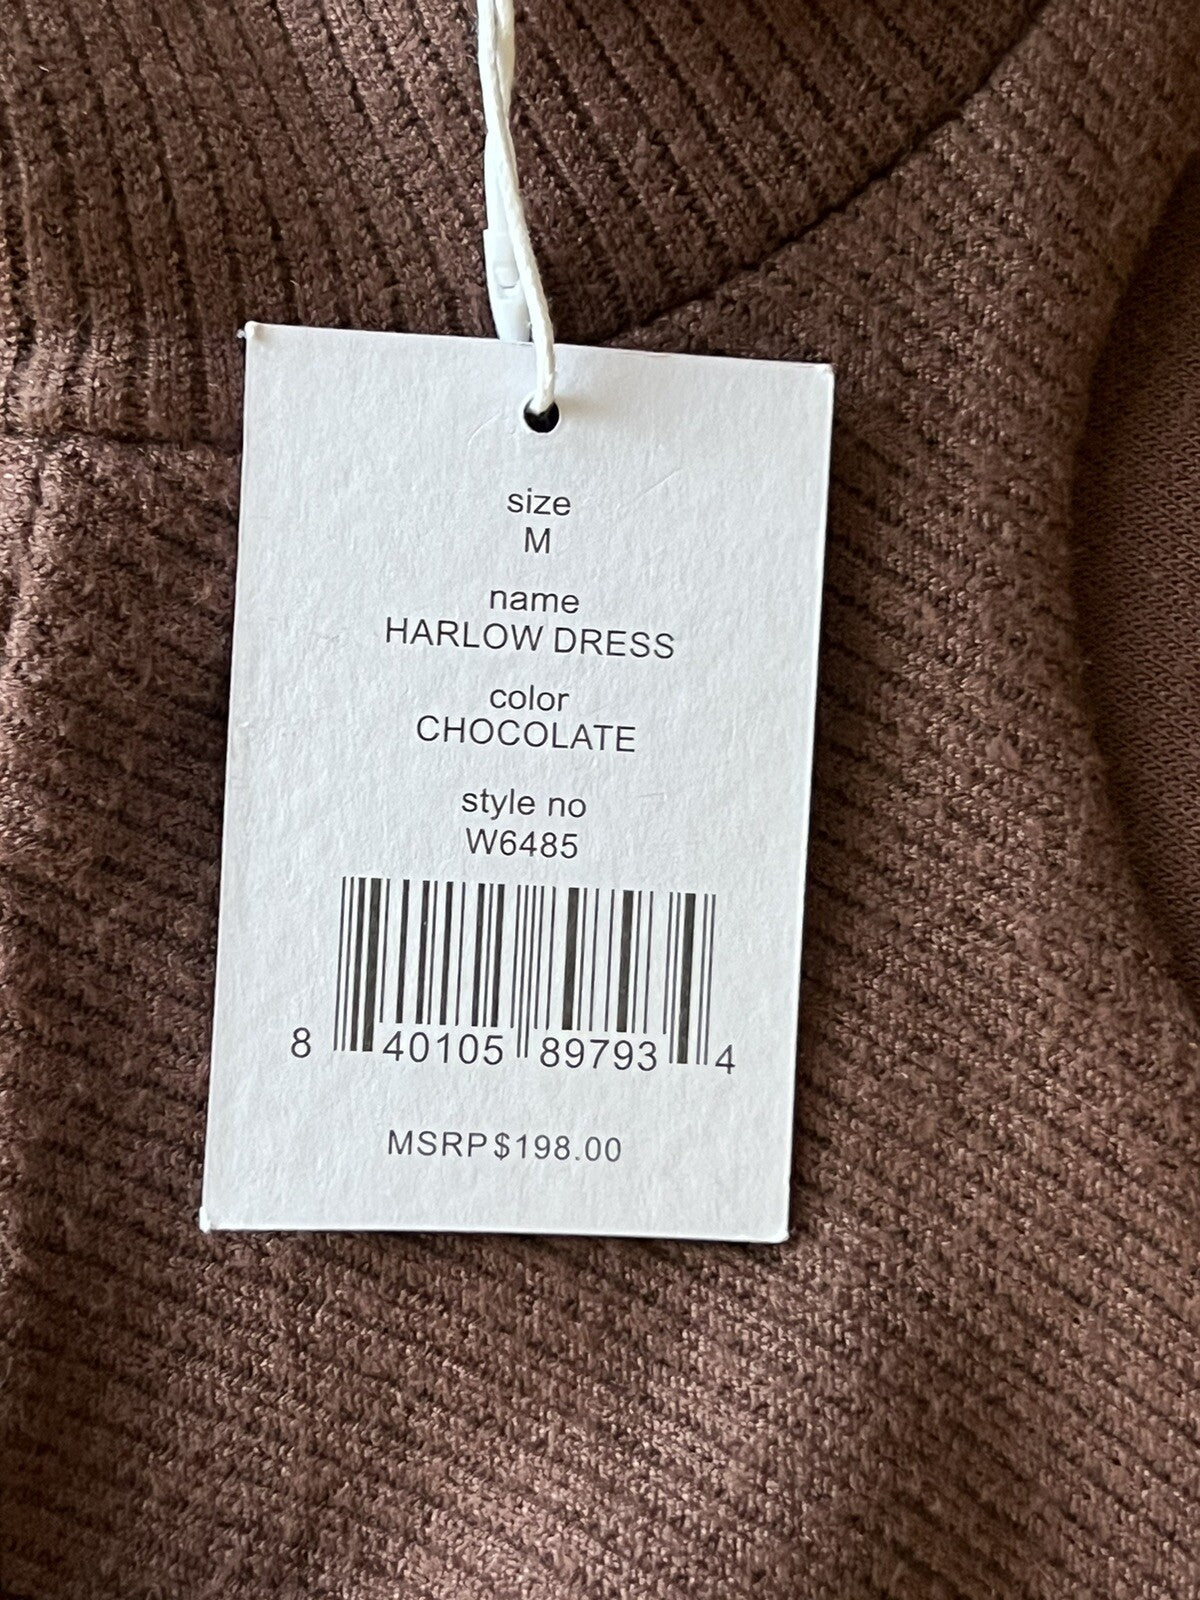 size
M
name
HARLOW DRESS
color
CHOCOLATE
style no
W6485
8 40105 89793 4
MSRP $198.00